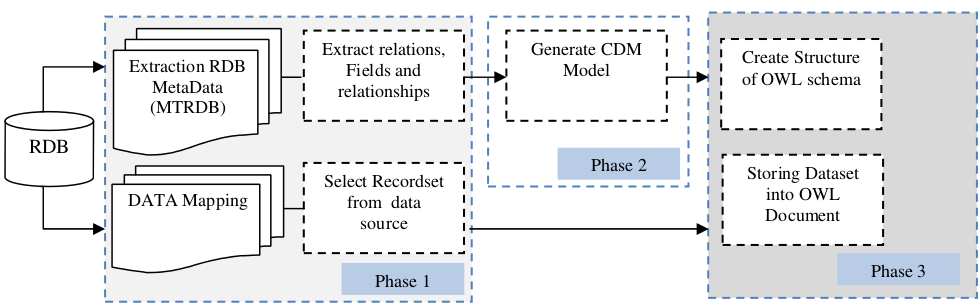 RDB
Extraction RDB
MetaData
(MTRDB)
Extract relations,
Fields and
relationships
DATA Mapping
Select Recordset
from data
source
Phase 1
Generate CDM
Model
Phase 2
Create Structure
of OWL schema
Storing Dataset
into OWL
Document
Phase 3